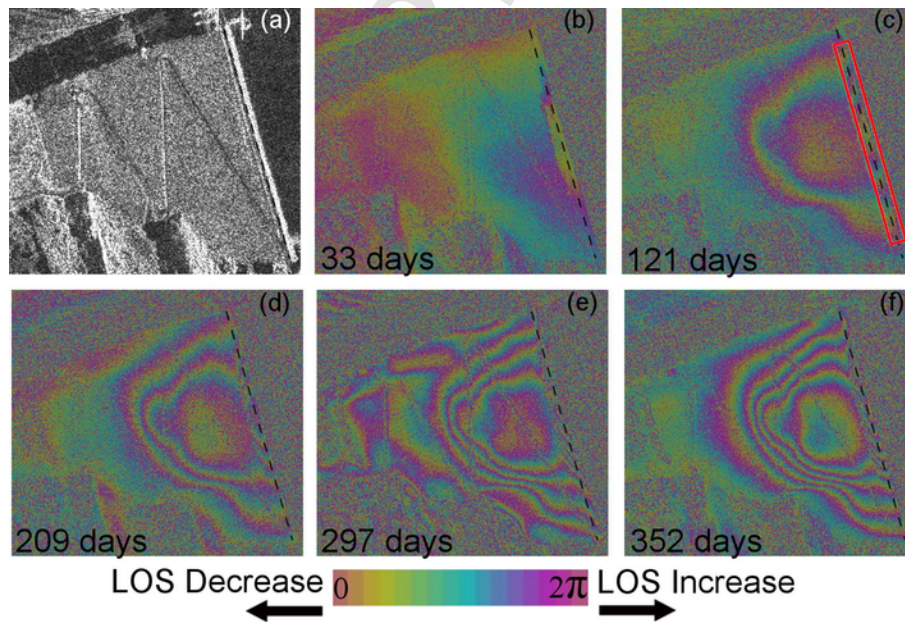 (a)
(b)
33 days
(c)
121 days
(d)
209 days
(e)
297 days
(f)
352 days
LOS Decrease
0
2π
LOS Increase